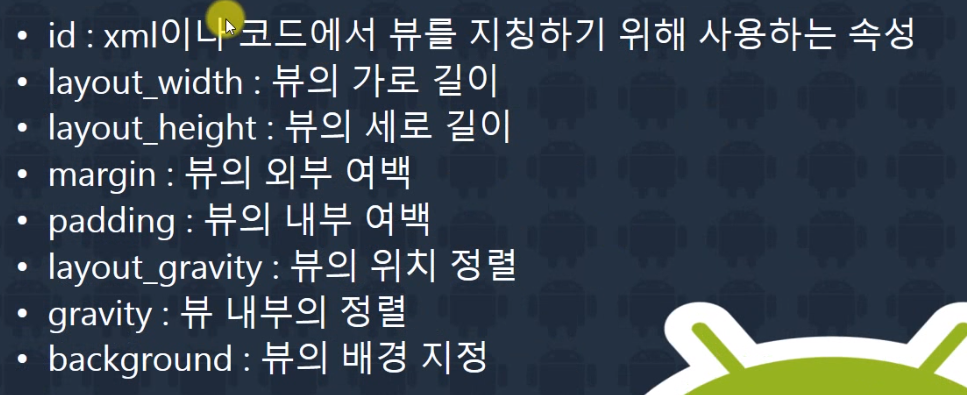 • id : xml이나 코드에서 뷰를 지칭하기 위해 사용하는 속성
• layout_width : 뷰의 가로 길이
• layout_height : 뷰의 세로 길이
• margin : 뷰의 외부 여백
• padding : 뷰의 내부 여백
• layout_gravity : 뷰의 위치 정렬
• gravity : 뷰 내부의 정렬
• background : 뷰의 배경 지정